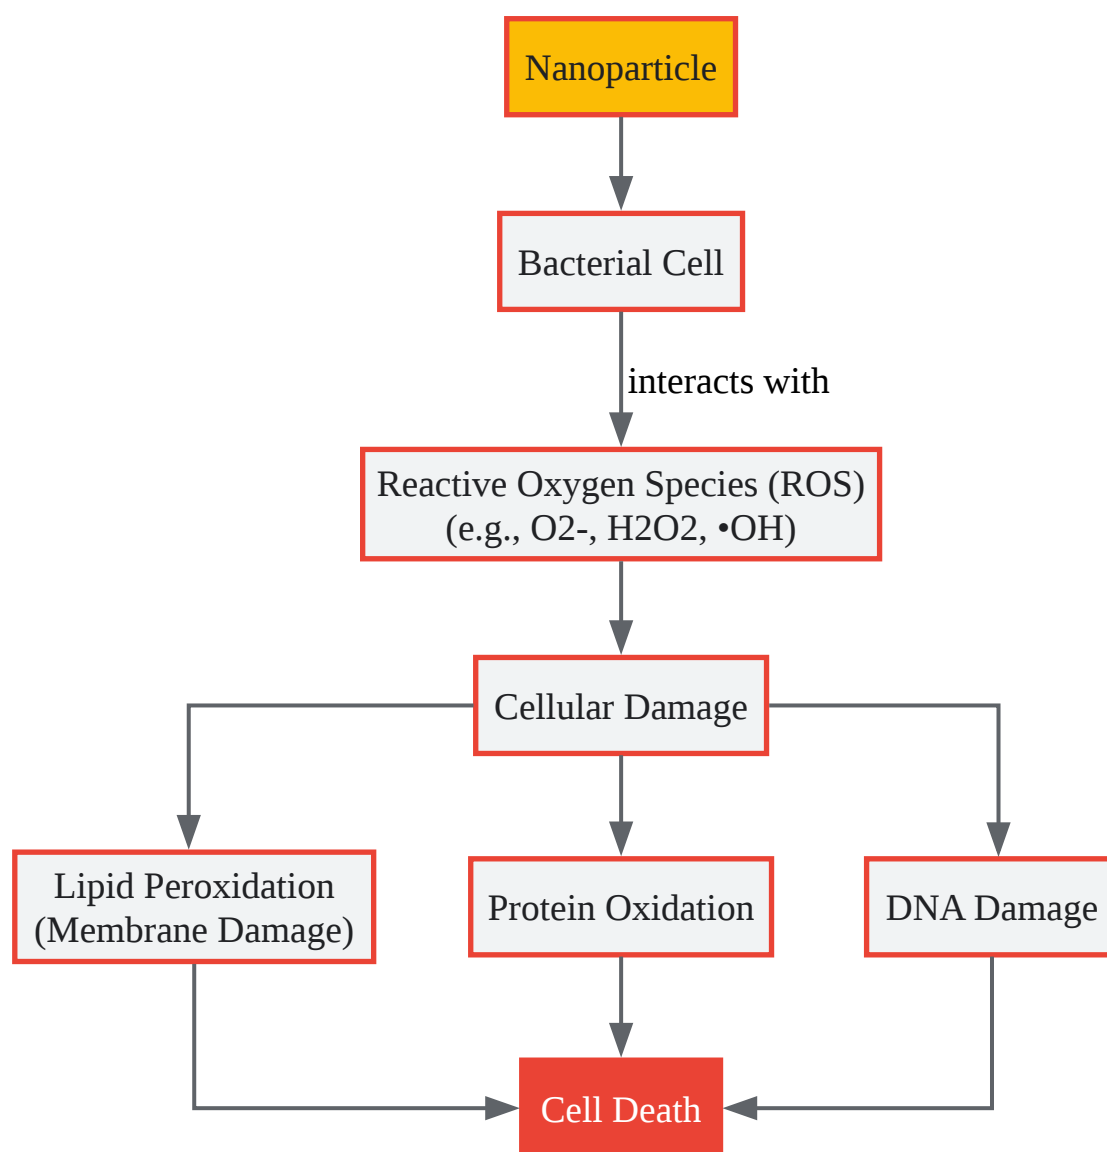 Nanoparticle
Bacterial Cell
interacts with
Reactive Oxygen Species (ROS)
(e.g., O2-, H2O2, •OH)
Cellular Damage
Lipid Peroxidation
(Membrane Damage)
Protein Oxidation
DNA Damage
Cell Death